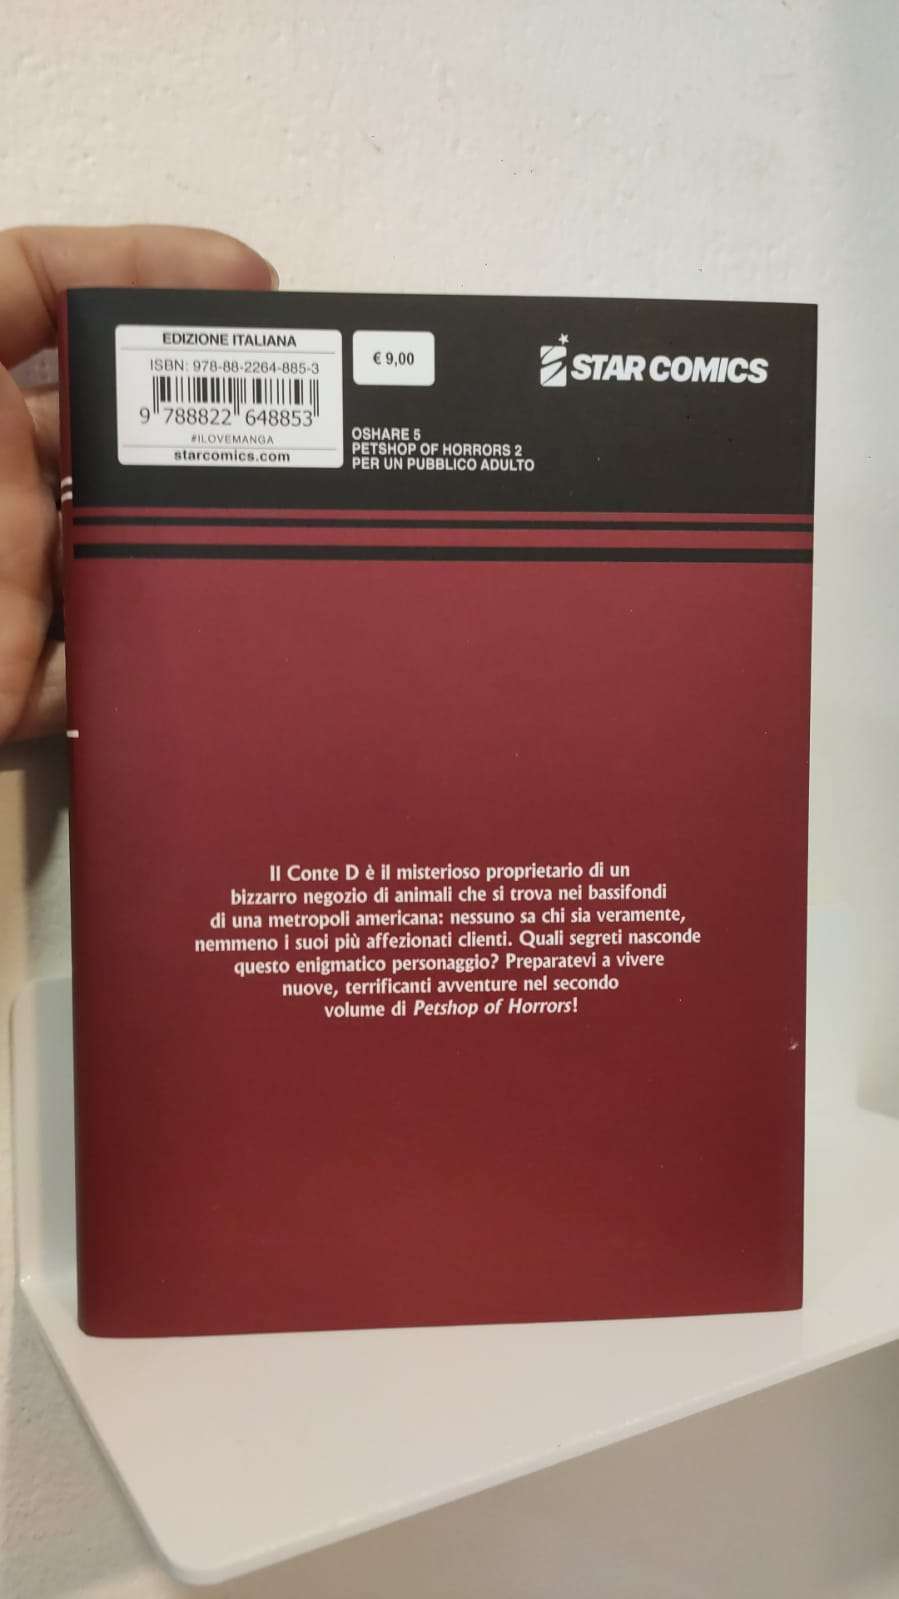 EDIZIONE ITALIANA
ISBN: 978-88-2264-885-3
9 788822 648853
#ILOVEMANGA
starcomics.com
€ 9,00
STAR COMICS
OSHARE 5
PETSHOP OF HORRORS 2
PER UN PUBBLICO ADULTO
Il Conte D è il misterioso proprietario di un
bizzarro negozio di animali che si trova nei bassifondi
di una metropoli americana: nessuno sa chi sia veramente,
nemmeno i suoi più affezionati clienti. Quali segreti nasconde
questo enigmatico personaggio? Preparatevi a vivere
nuove, terrificanti avventure nel secondo
volume di Petshop of Horrors!